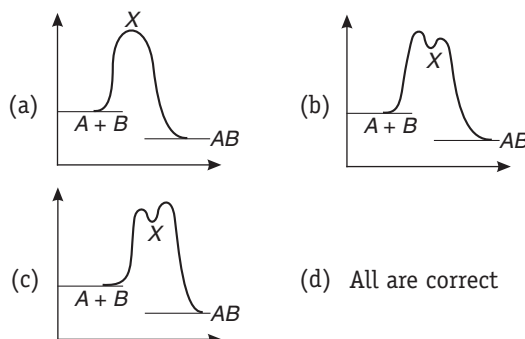 (a) X A + B AB
(b) X A + B AB
(c) X A + B AB
(d) All are correct